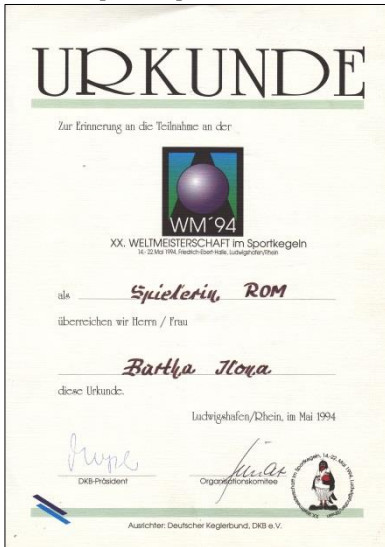 URKUNDE
Zur Erinnerung an die Teilnahme an der
WM´94
XX. WELTMEISTERSCHAFT im Sportkegeln
14.- 22. Mai 1994, Friedrich-Ebert-Halle, Ludwigshafen/Rhein
als Spielerin, ROM
überreichen wir Herrn / Frau
Bartha Ilona
diese Urkunde.
Ludwigshafen/Rhein, im Mai 1994
DKB-Präsident
Organisationskomitee
Ausrichter: Deutscher Keglerbund, DKB e.V.